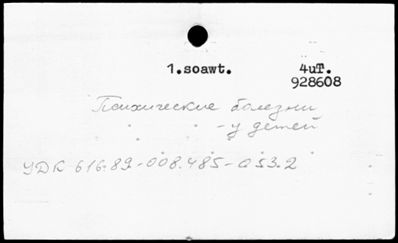 1.soawt. 4uT.
928608
Психические болезни
" " - у детей
УДК 616.89-008.485-053.2